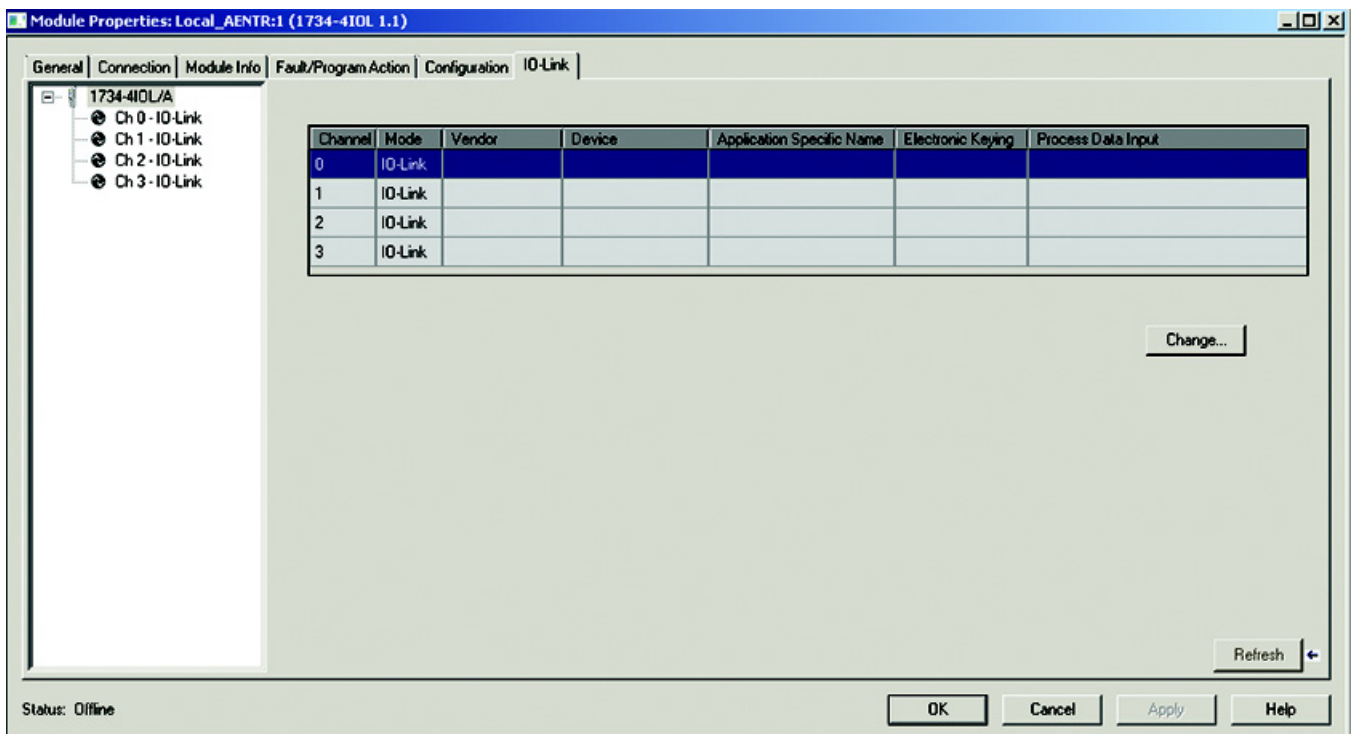 Module Properties: Local_AENTR:1 (1734-4IOL 1.1)
General Connection Module Info Fault/Program Action Configuration IO-Link
1734-4IOL/A
Ch 0 - IO-Link
Ch 1 - IO-Link
Ch 2 - IO-Link
Ch 3 - IO-Link
Channel Mode Vendor Device Application Specific Name Electronic Keying Process Data Input
0 IO-Link
1 IO-Link
2 IO-Link
3 IO-Link
Change...
Refresh
Status: Offline
OK Cancel Apply Help